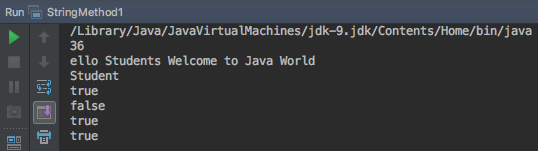 Run StringMethod1
/Library/Java/JavaVirtualMachines/jdk-9.jdk/Contents/Home/bin/java
36
ello Students Welcome to Java World
Student
true
false
true
true